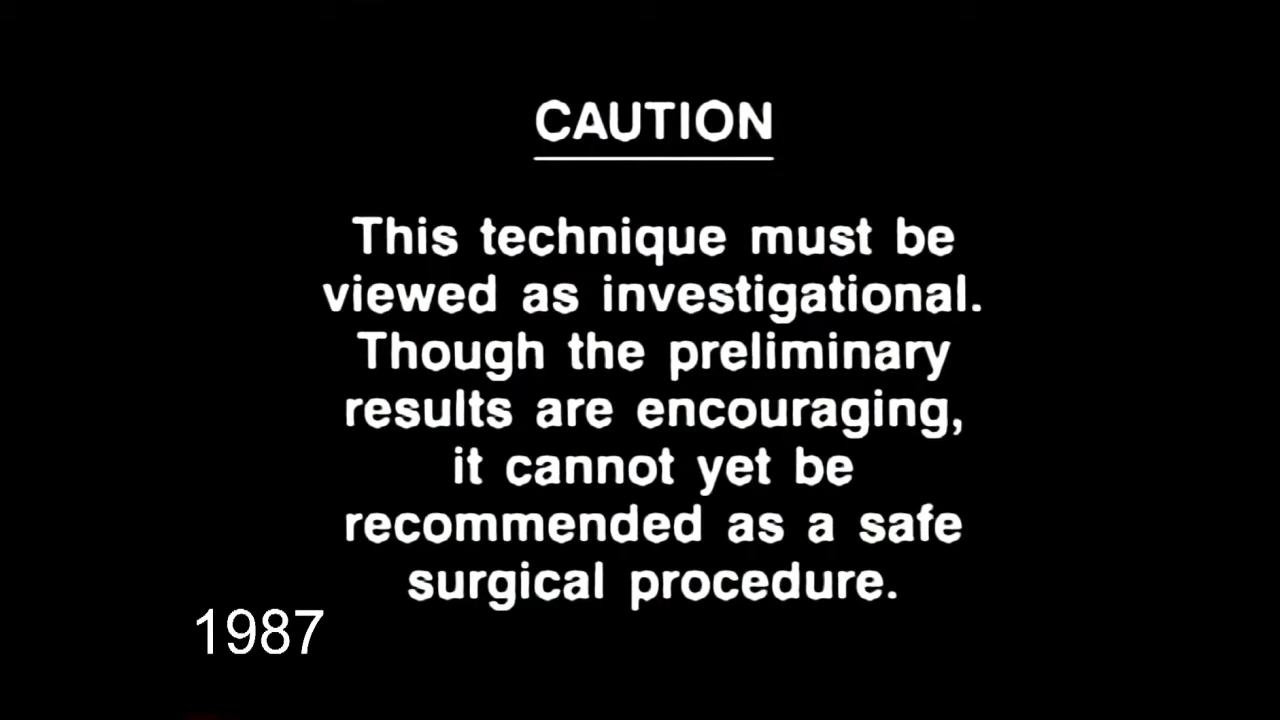 CAUTION
This technique must be
viewed as investigational.
Though the preliminary
results are encouraging,
it cannot yet be
recommended as a safe
surgical procedure.
1987